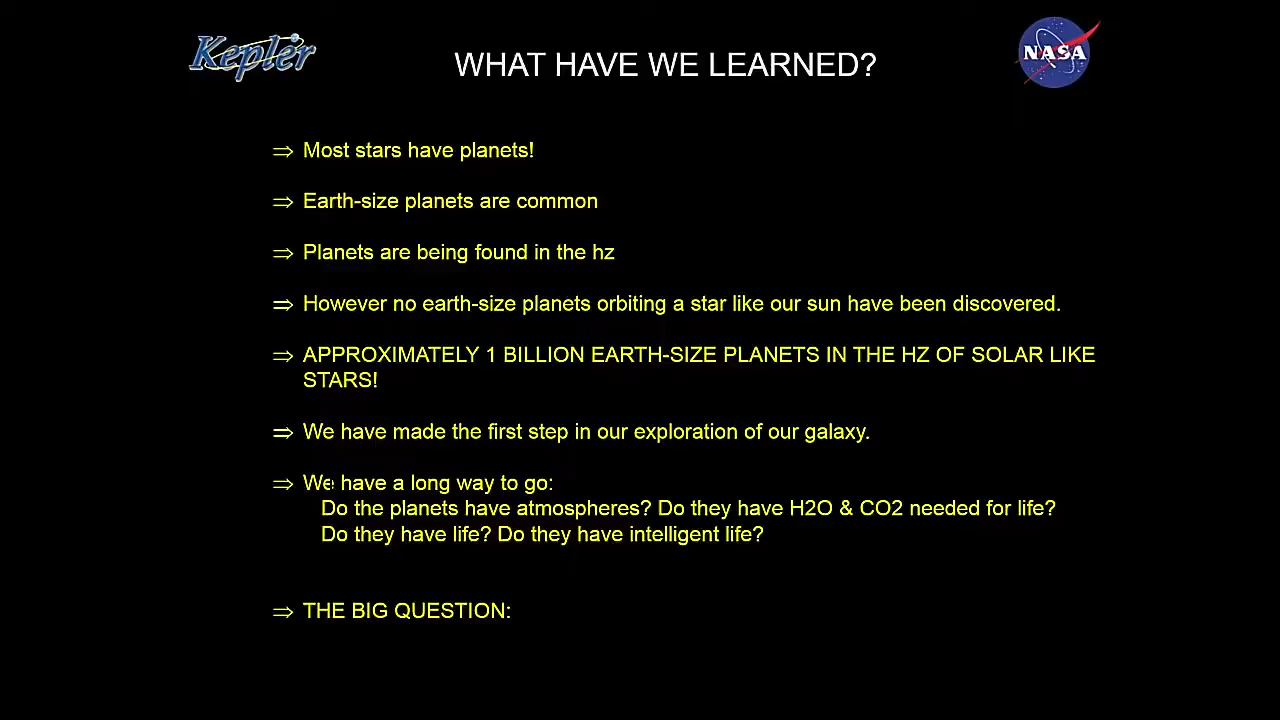 Kepler
NASA
WHAT HAVE WE LEARNED?
⇒ Most stars have planets!
⇒ Earth-size planets are common
⇒ Planets are being found in the hz
⇒ However no earth-size planets orbiting a star like our sun have been discovered.
⇒ APPROXIMATELY 1 BILLION EARTH-SIZE PLANETS IN THE HZ OF SOLAR LIKE
STARS!
⇒ We have made the first step in our exploration of our galaxy.
⇒ We have a long way to go:
Do the planets have atmospheres? Do they have H2O & CO2 needed for life?
Do they have life? Do they have intelligent life?
⇒ THE BIG QUESTION: